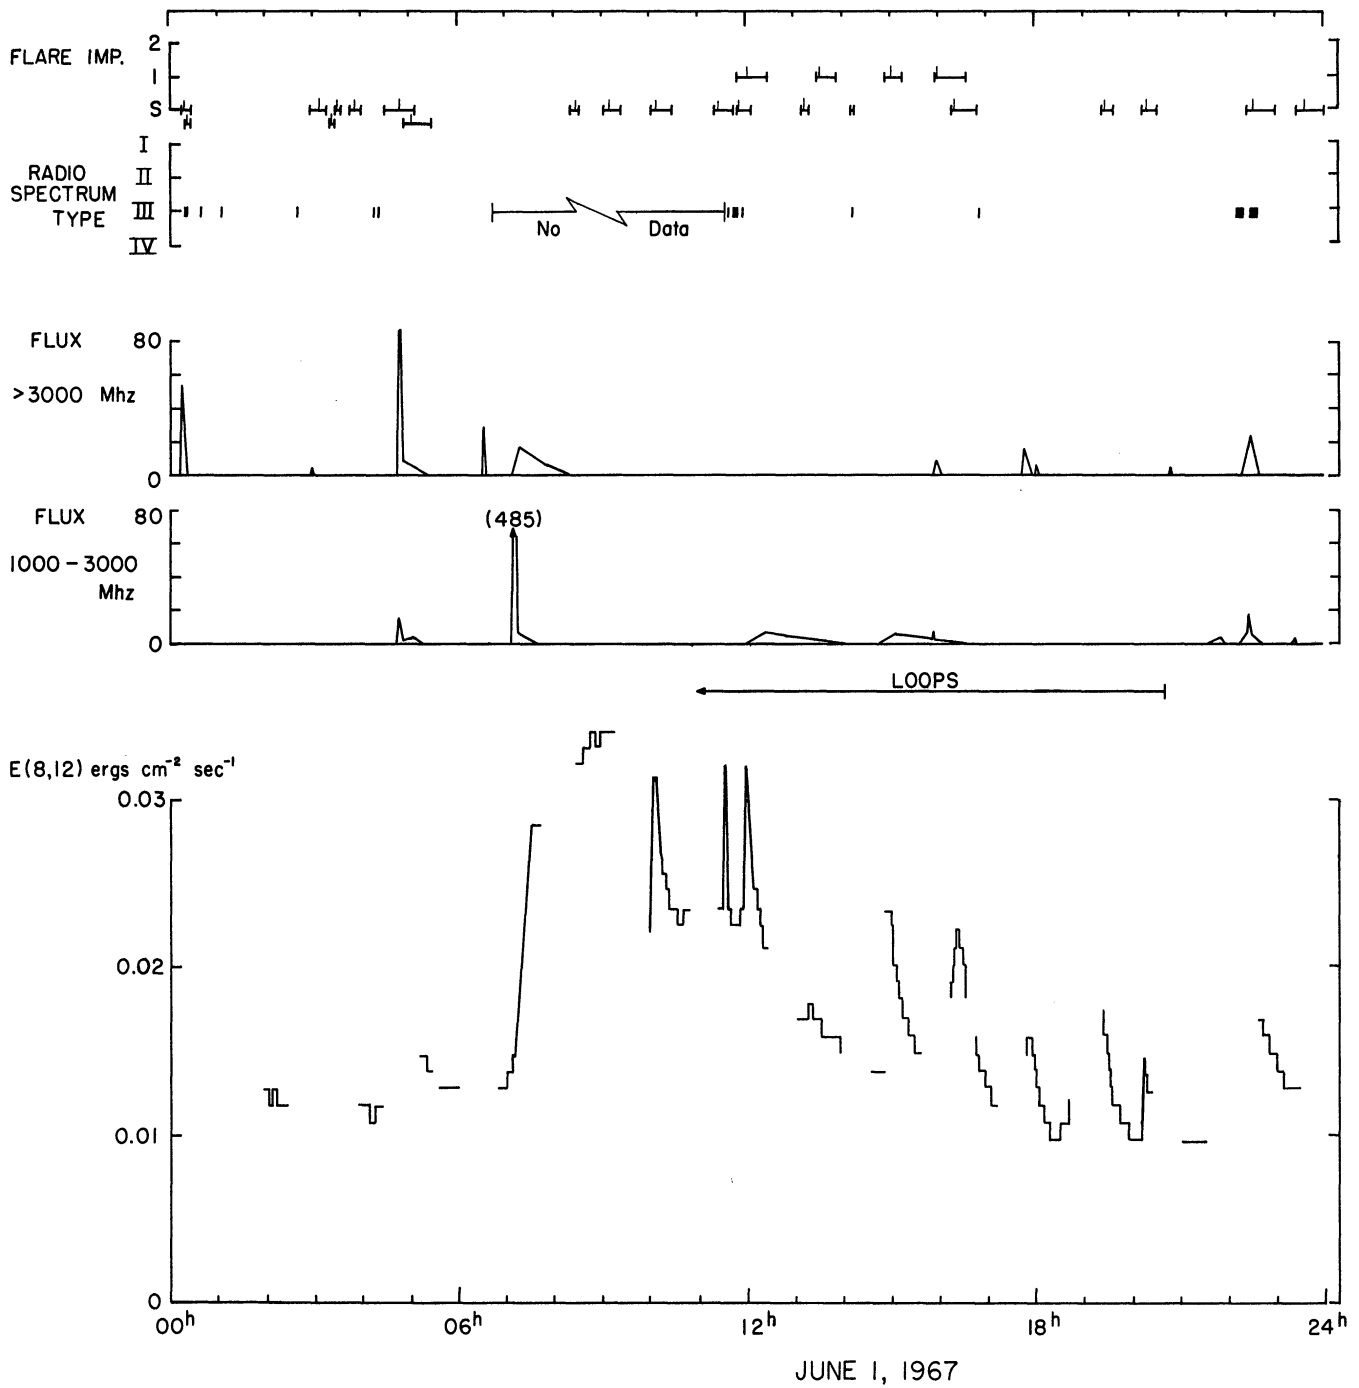 FLARE IMP.
2
1
S
RADIO SPECTRUM TYPE
I
II
III
IV
No Data
FLUX
>3000 Mhz
80
0
FLUX
1000 – 3000 Mhz
80
0
(485)
LOOPS
E(8,12) ergs cm⁻² sec⁻¹
0.03
0.02
0.01
0
00ʰ 06ʰ 12ʰ 18ʰ 24ʰ
JUNE 1, 1967